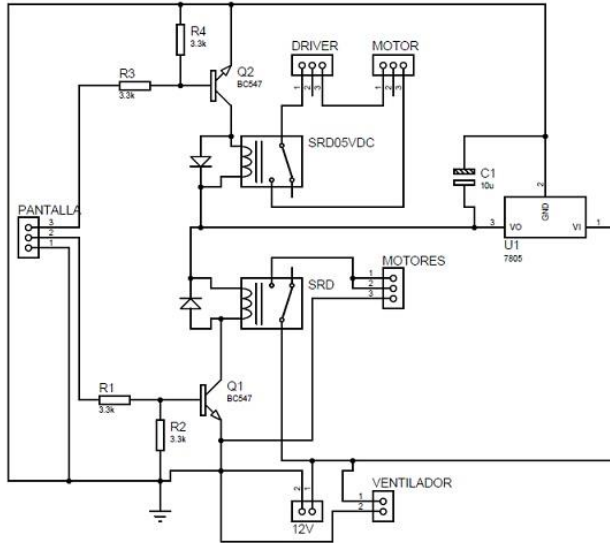 R4
3.3k
DRIVER
MOTOR
Q2
BC547
1
2
3
1
2
3
R3
3.3k
SRD05VDC
C1
10u
2
GND
PANTALLA
3
2
1
3
VO
VI
1
U1
7805
MOTORES
1
2
3
SRD
Q1
BC547
R1
3.3k
R2
3.3k
VENTILADOR
1
2
2
1
12V